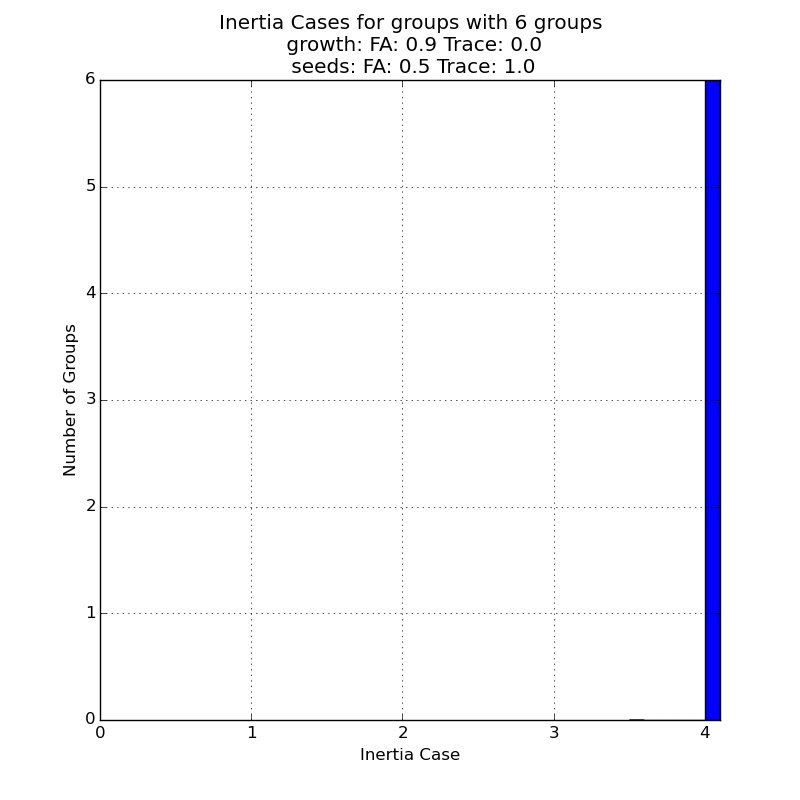 Inertia Cases for groups with 6 groups
growth: FA: 0.9 Trace: 0.0
seeds: FA: 0.5 Trace: 1.0
6
5
4
3
2
1
0
Number of Groups
0 1 2 3 4
Inertia Case